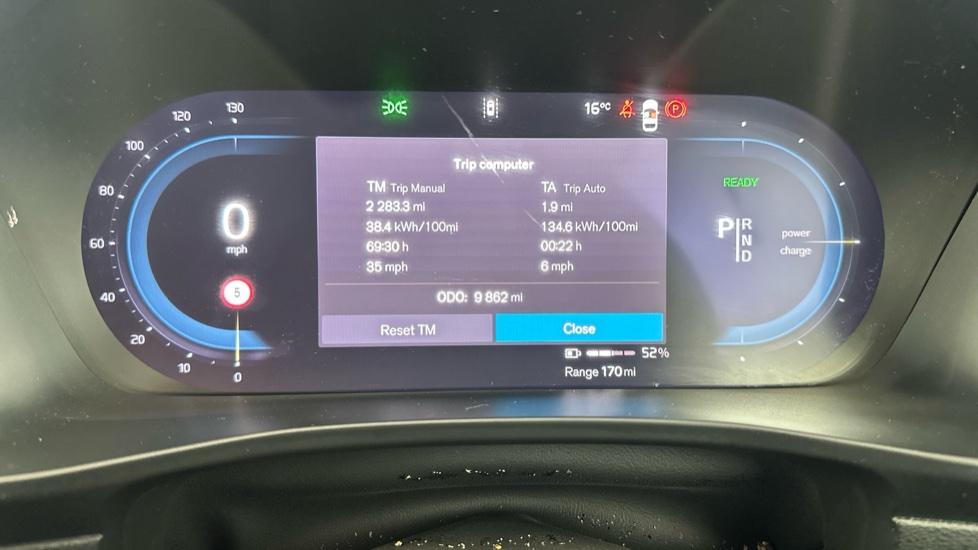 130
120
100
80
60
40
20
10
0
0
mph
5
16°C
P
Trip computer
TM Trip Manual
2 283.3 mi
38.4 kWh/100mi
69:30 h
35 mph
TA Trip Auto
1.9 mi
134.6 kWh/100mi
00:22 h
6 mph
ODO: 9 862 mi
Reset TM
Close
52%
Range 170 mi
READY
P R
N
D
power
charge